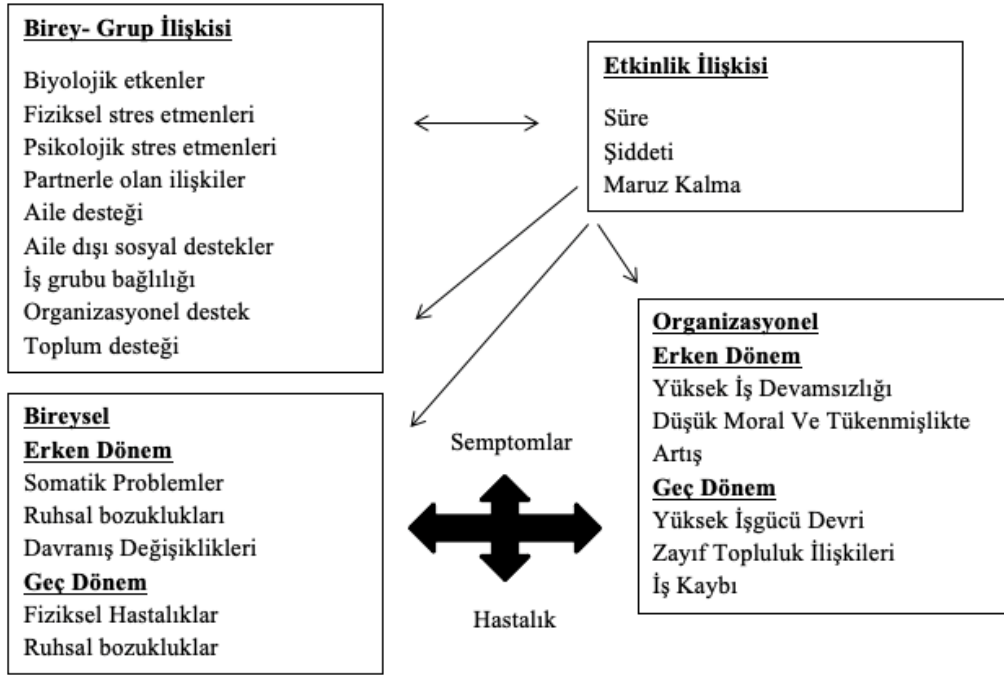 Birey- Grup İlişkisi
Biyolojik etkenler
Fiziksel stres etmenleri
Psikolojik stres etmenleri
Partnerle olan ilişkiler
Aile desteği
Aile dışı sosyal destekler
İş grubu bağlılığı
Organizasyonel destek
Toplum desteği
Etkinlik İlişkisi
Süre
Şiddeti
Maruz Kalma
Bireysel
Erken Dönem
Somatik Problemler
Ruhsal bozuklukları
Davranış Değişiklikleri
Geç Dönem
Fiziksel Hastalıklar
Ruhsal bozukluklar
Semptomlar
Hastalık
Organizasyonel
Erken Dönem
Yüksek İş Devamsızlığı
Düşük Moral Ve Tükenmişlikte
Artış
Geç Dönem
Yüksek İşgücü Devri
Zayıf Topluluk İlişkileri
İş Kaybı